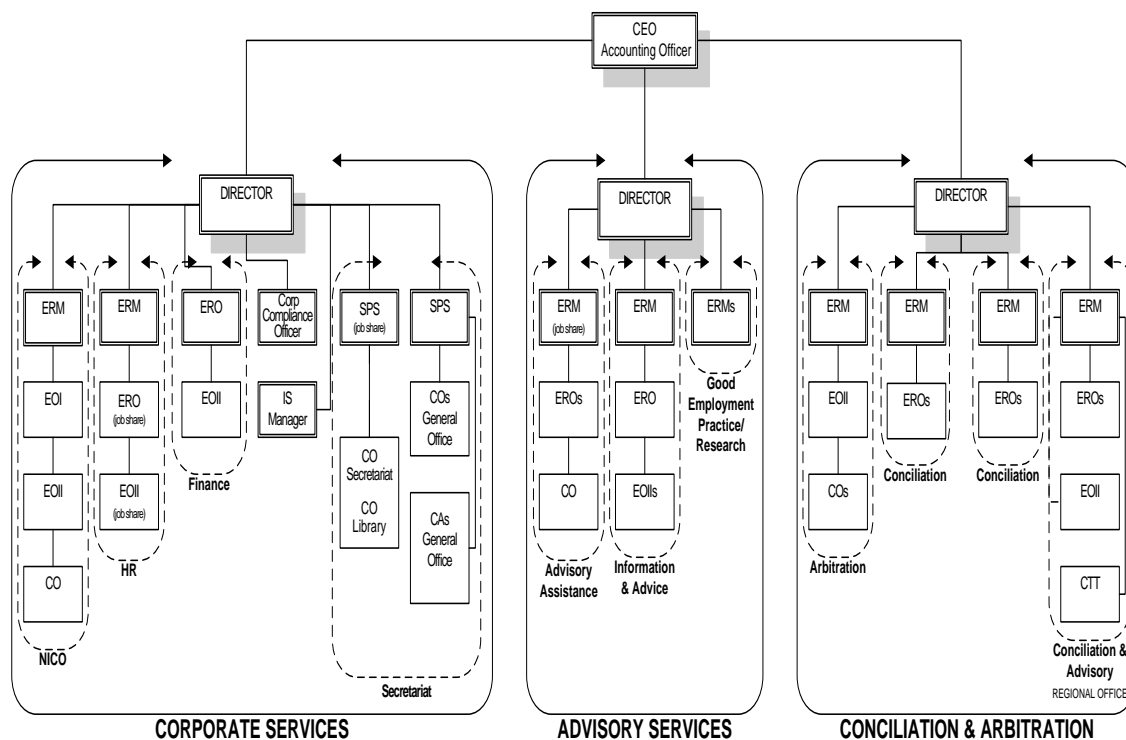 CEO
Accounting Officer
DIRECTOR
ERM
EOI
EOII
CO
NICO
ERM
ERO
(job share)
EOII
(job share)
HR
ERO
EOII
Finance
Corp
Compliance
Officer
IS
Manager
SPS
(job share)
CO
Secretariat
CO
Library
SPS
COs
General
Office
CAs
General
Office
Secretariat
CORPORATE SERVICES
DIRECTOR
ERM
(job share)
EROs
CO
Advisory
Assistance
ERM
ERO
EOIIs
Information
& Advice
ERMs
Good
Employment
Practice/
Research
ADVISORY SERVICES
DIRECTOR
ERM
EOII
COs
Arbitration
ERM
EROs
Conciliation
ERM
EROs
Conciliation
ERM
EROs
EOII
CTT
Conciliation &
Advisory
REGIONAL OFFICE
CONCILIATION & ARBITRATION